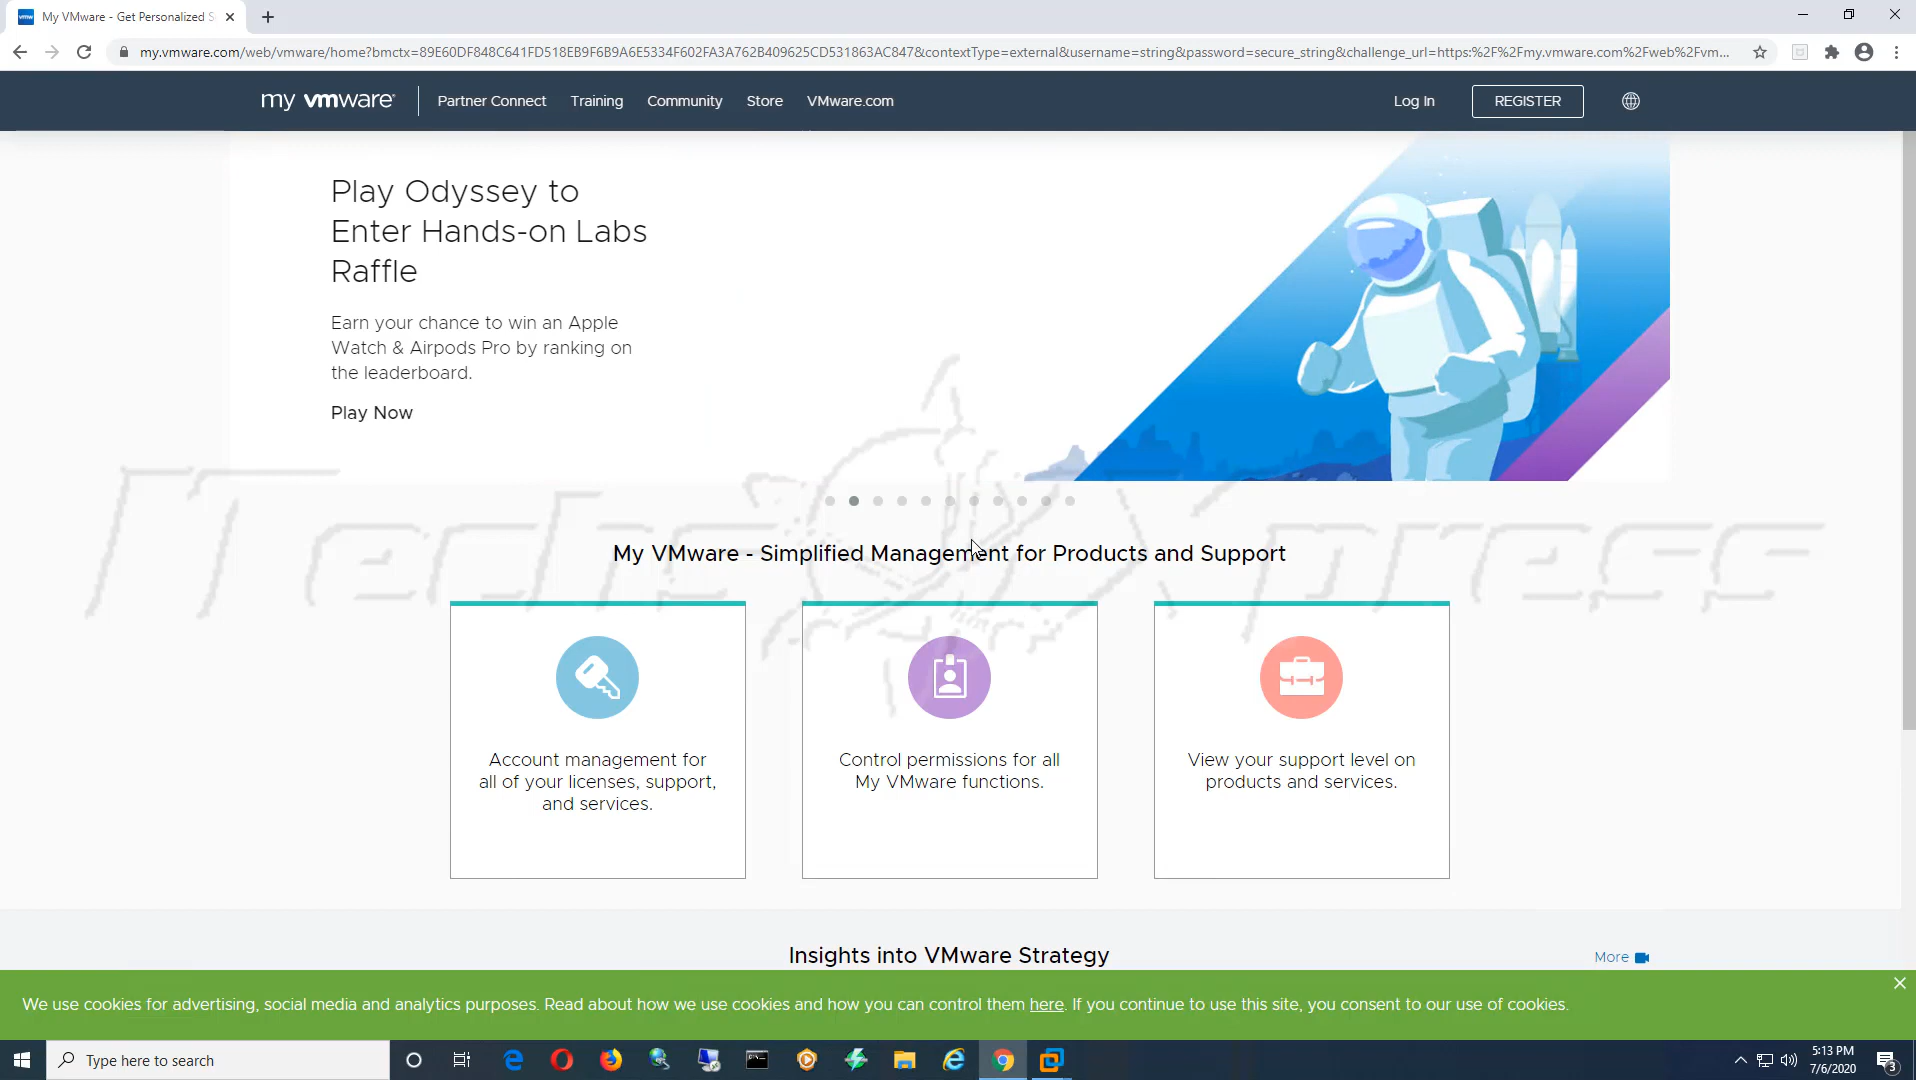 My VMware - Get Personalized S
my.vmware.com/web/vmware/home?bmctx=89E60DF848C641FD518EB9F6B9A6E5334F602FA3A762B409625CD531863AC847&contextType=external&username=string&password=secure_string&challenge_url=https:%2F%2Fmy.vmware.com%2Fweb%2Fvm...
my vmware
Partner Connect
Training
Community
Store
VMware.com
Log In
REGISTER
Play Odyssey to
Enter Hands-on Labs
Raffle
Earn your chance to win an Apple
Watch & Airpods Pro by ranking on
the leaderboard.
Play Now
iTechsXpress
My VMware - Simplified Management for Products and Support
Account management for
all of your licenses, support,
and services.
Control permissions for all
My VMware functions.
View your support level on
products and services.
Insights into VMware Strategy
More
We use cookies for advertising, social media and analytics purposes. Read about how we use cookies and how you can control them here. If you continue to use this site, you consent to our use of cookies.
Type here to search
5:13 PM
7/6/2020
3